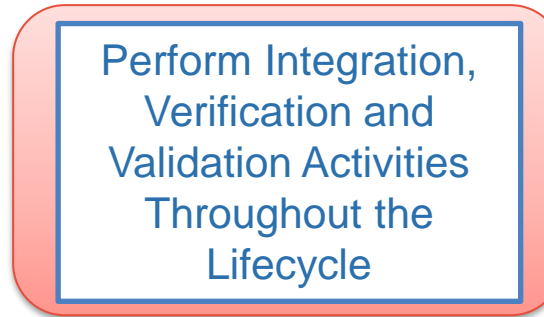 Perform Integration,
Verification and
Validation Activities
Throughout the
Lifecycle